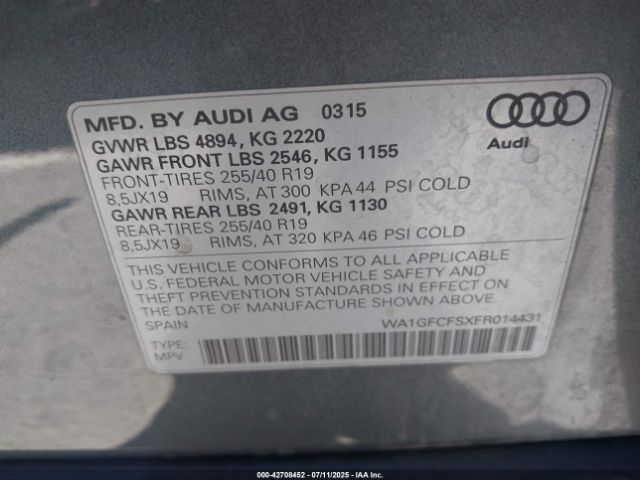 MFD. BY AUDI AG 0315
GVWR LBS 4894, KG 2220
GAWR FRONT LBS 2546, KG 1155
FRONT-TIRES 255/40 R19
8,5JX19 RIMS, AT 300 KPA 44 PSI COLD
GAWR REAR LBS 2491, KG 1130
REAR-TIRES 255/40 R19
8,5JX19 RIMS, AT 320 KPA 46 PSI COLD
Audi
THIS VEHICLE CONFORMS TO ALL APPLICABLE
U.S. FEDERAL MOTOR VEHICLE SAFETY AND
THEFT PREVENTION STANDARDS IN EFFECT ON
THE DATE OF MANUFACTURE SHOWN ABOVE.
SPAIN
WA1GFCFSXFR014431
TYPE:
MPV
000-42708452 - 07/11/2025 - IAA Inc.